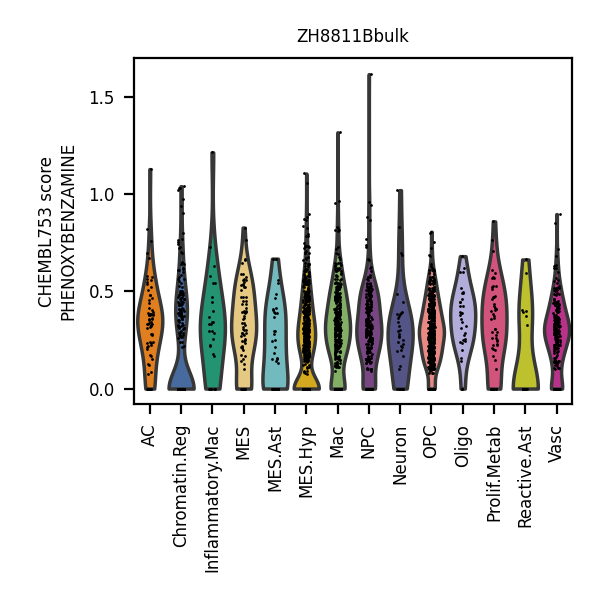 ZH8811Bbulk
CHEMBL753 score
PHENOXYBENZAMINE
1.5
1.0
0.5
0.0
AC
Chromatin.Reg
Inflammatory.Mac
MES
MES.Ast
MES.Hyp
Mac
NPC
Neuron
OPC
Oligo
Prolif.Metab
Reactive.Ast
Vasc